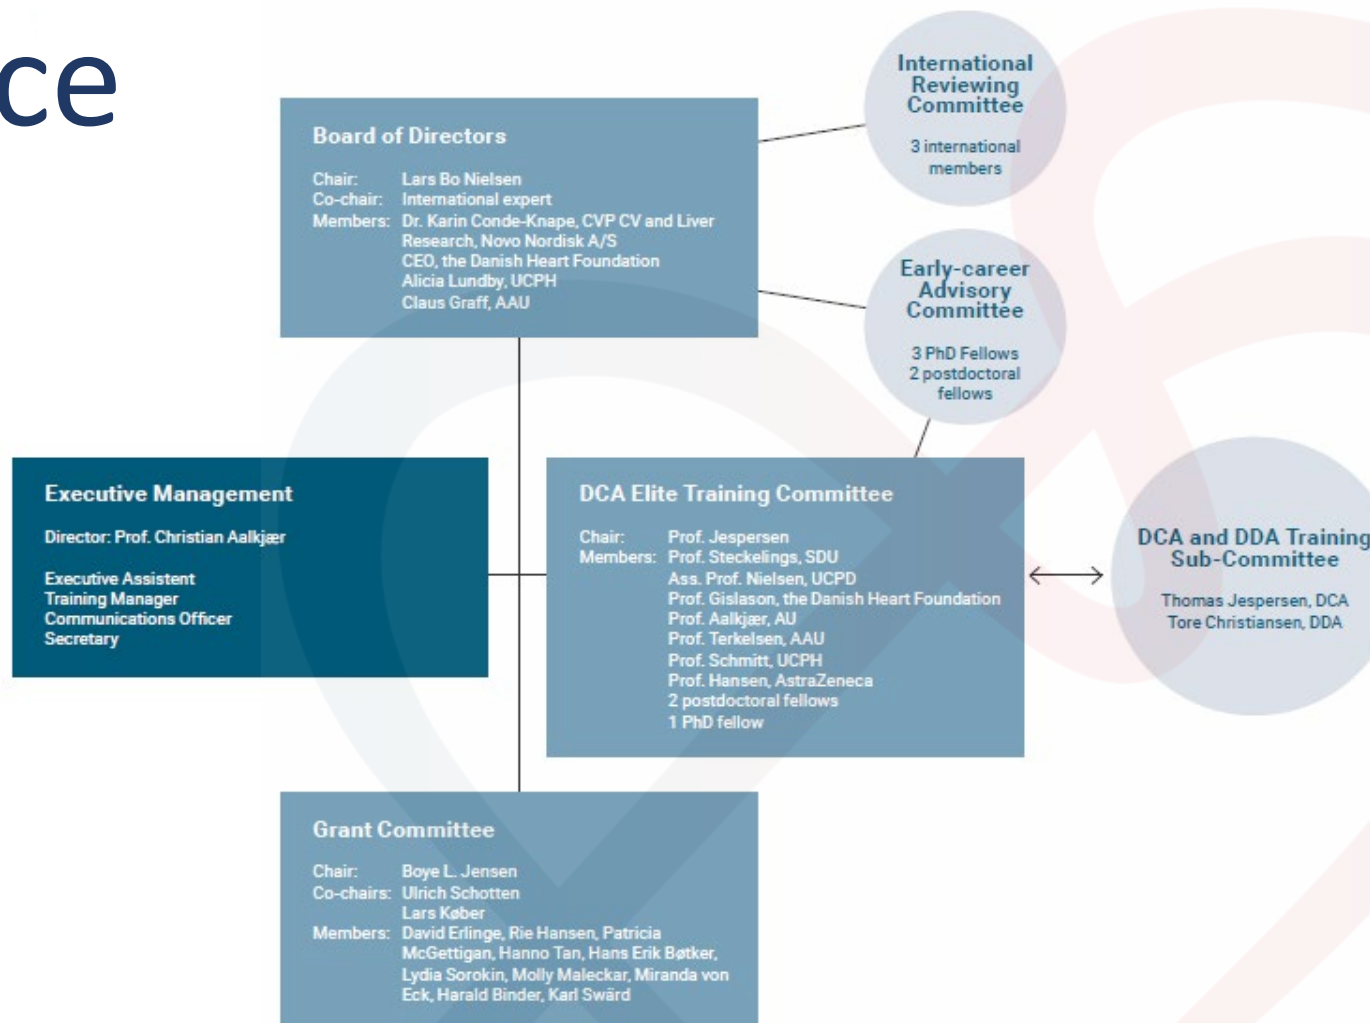 ce
International
Reviewing
Committee
3 international
members
Board of Directors
Chair: Lars Bo Nielsen
Co-chair: International expert
Members: Dr. Karin Conde-Knape, CVP CV and Liver
Research, Novo Nordisk A/S
CEO, the Danish Heart Foundation
Alicia Lundby, UCPH
Claus Graff, AAU
Early-career
Advisory
Committee
3 PhD Fellows
2 postdoctoral
fellows
Executive Management
Director: Prof. Christian Aalkjær
Executive Assistent
Training Manager
Communications Officer
Secretary
DCA Elite Training Committee
Chair: Prof. Jespersen
Members: Prof. Steckelings, SDU
Ass. Prof. Nielsen, UCPD
Prof. Gislason, the Danish Heart Foundation
Prof. Aalkjær, AU
Prof. Terkelsen, AAU
Prof. Schmitt, UCPH
Prof. Hansen, AstraZeneca
2 postdoctoral fellows
1 PhD fellow
DCA and DDA Training
Sub-Committee
Thomas Jespersen, DCA
Tore Christiansen, DDA
Grant Committee
Chair: Boye L. Jensen
Co-chairs: Ulrich Schotten
Lars Køber
Members: David Erlinge, Rie Hansen, Patricia
McGettigan, Hanno Tan, Hans Erik Bøtker,
Lydia Sorokin, Molly Maleckar, Miranda von
Eck, Harald Binder, Karl Swärd